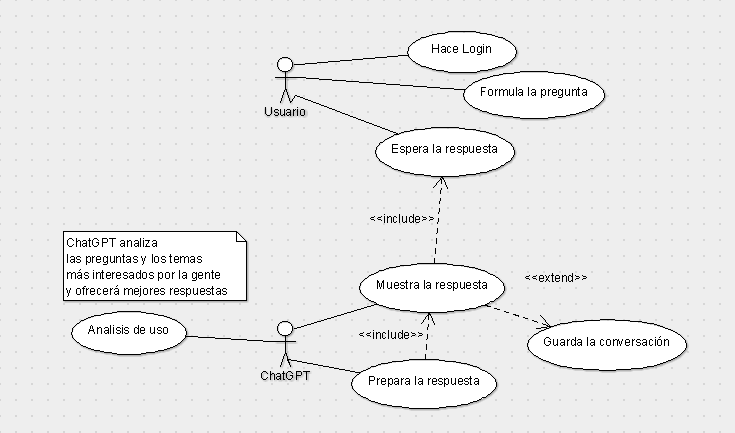 Hace Login
Formula la pregunta
Usuario
Espera la respuesta
<<include>>
ChatGPT analiza
las preguntas y los temas
más interesados por la gente
y ofrecerá mejores respuestas
Muestra la respuesta
<<extend>>
Analisis de uso
<<include>>
Guarda la conversación
ChatGPT
Prepara la respuesta